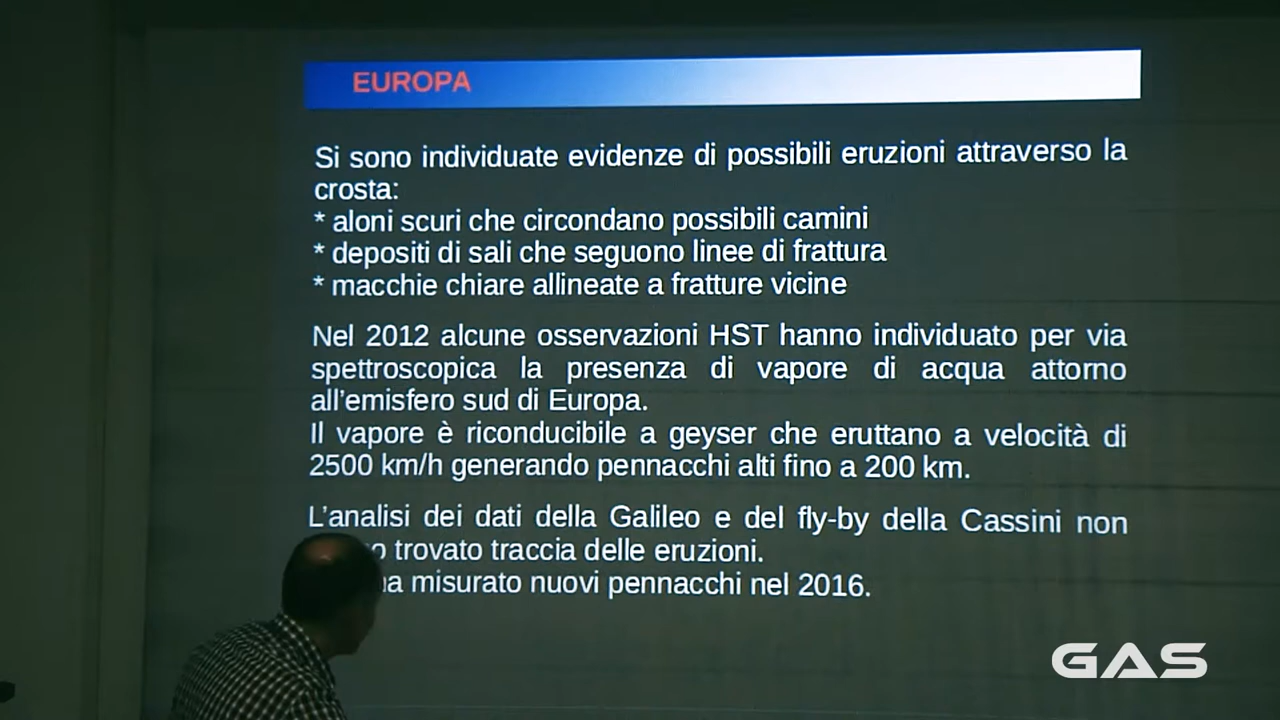 EUROPA
Si sono individuate evidenze di possibili eruzioni attraverso la
crosta:
* aloni scuri che circondano possibili camini
* depositi di sali che seguono linee di frattura
* macchie chiare allineate a fratture vicine
Nel 2012 alcune osservazioni HST hanno individuato per via
spettroscopica la presenza di vapore di acqua attorno
all'emisfero sud di Europa.
Il vapore è riconducibile a geyser che eruttano a velocità di
2500 km/h generando pennacchi alti fino a 200 km.
L'analisi dei dati della Galileo e del fly-by della Cassini non
trovato traccia delle eruzioni.
misurato nuovi pennacchi nel 2016.
GAS